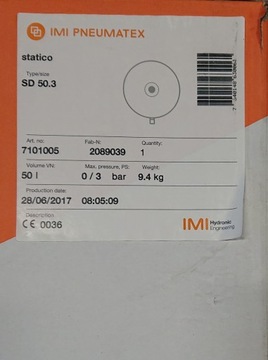 IMI PNEUMATEX
statico
Type/size
SD 50.3
Art. no: Fab-N: Quantity:
7101005 2089039 1
Volume VN: Max. pressure, PS: Weight:
50 l 0 / 3 bar 9.4 kg
Production date:
28/06/2017 08:05:09
Description
CE 0036
IMI Hydronic
Engineering